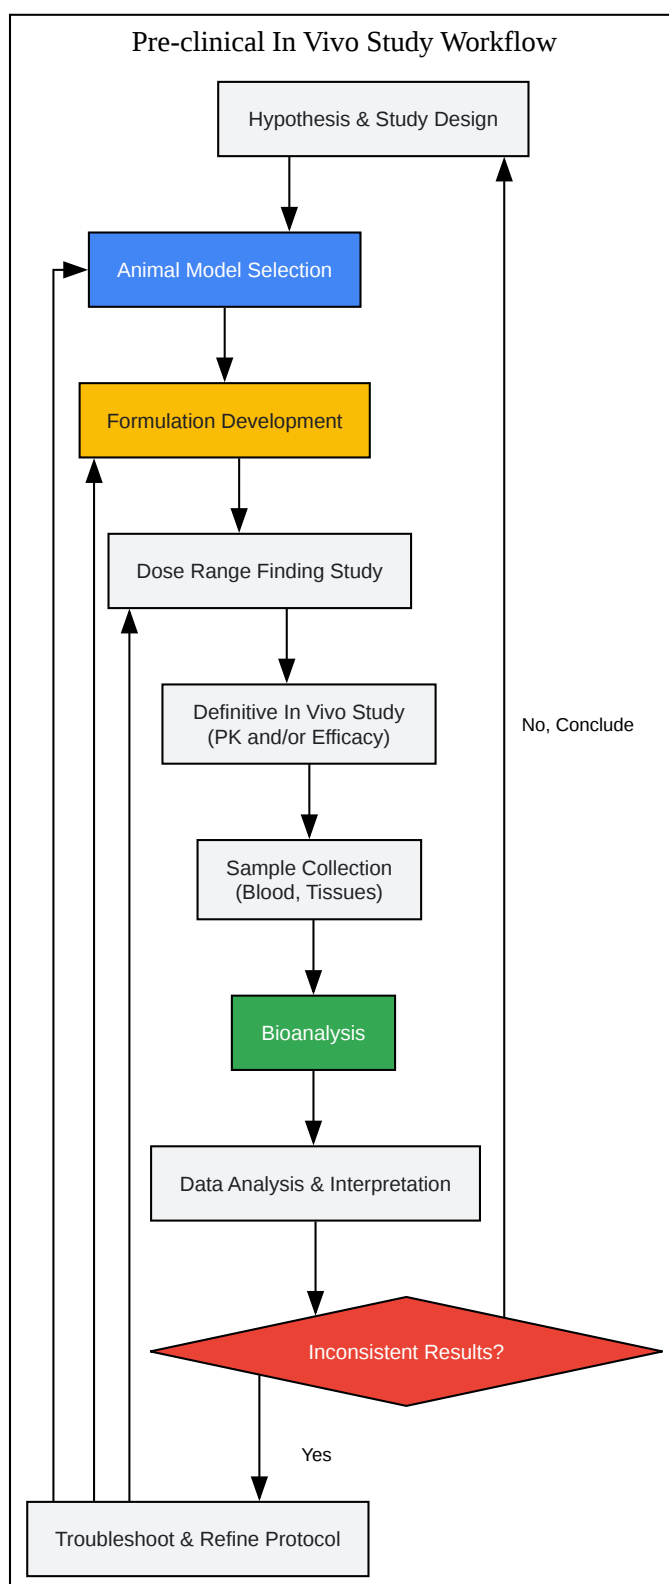 Pre-clinical In Vivo Study Workflow
Hypothesis & Study Design
Animal Model Selection
Formulation Development
Dose Range Finding Study
Definitive In Vivo Study
(PK and/or Efficacy)
No, Conclude
Sample Collection
(Blood, Tissues)
Bioanalysis
Data Analysis & Interpretation
Inconsistent Results?
Yes
Troubleshoot & Refine Protocol